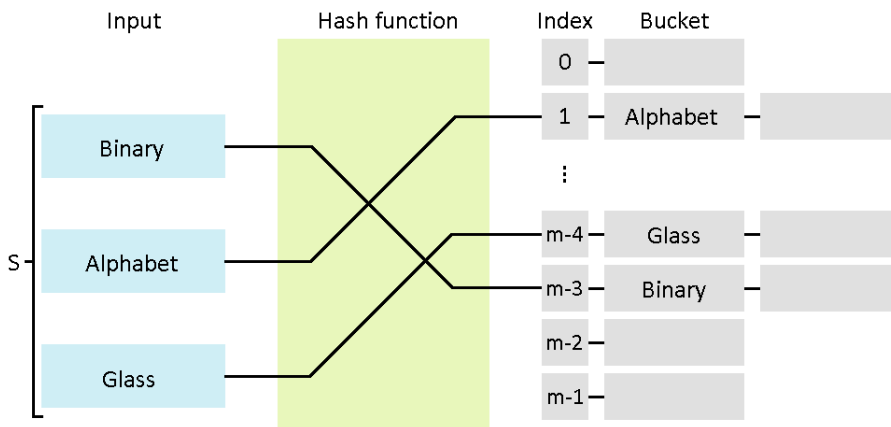 Input Hash function Index Bucket
0
1 Alphabet
Binary
⋮
S Alphabet
m-4 Glass
m-3 Binary
m-2
Glass
m-1